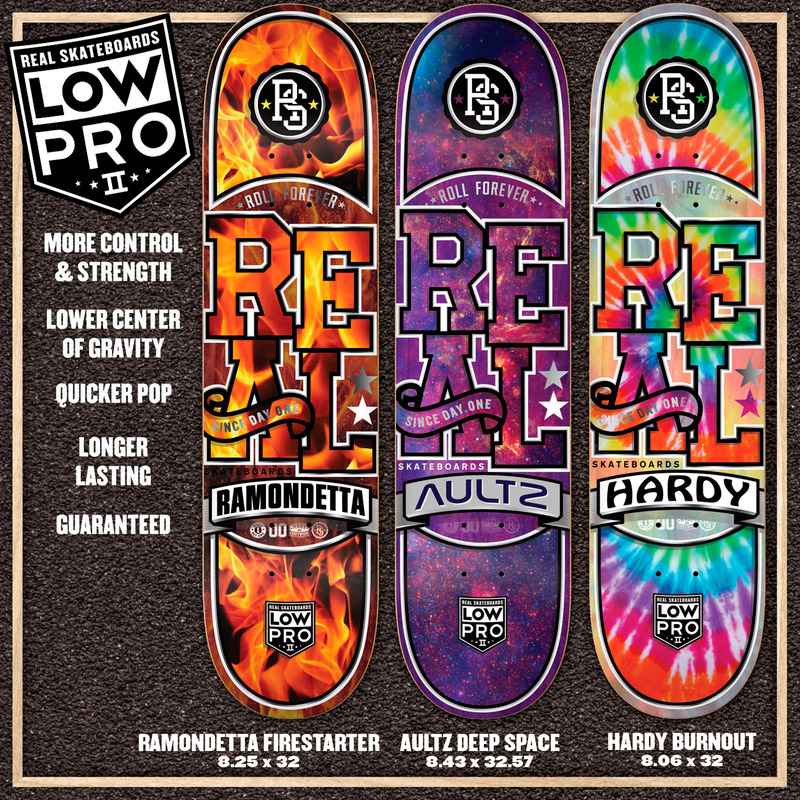 REAL SKATEBOARDS
LOW
PRO
II
MORE CONTROL
& STRENGTH
LOWER CENTER
OF GRAVITY
QUICKER POP
LONGER
LASTING
GUARANTEED
RS
ROLL FOREVER
RE
AL
SINCE DAY ONE
SKATEBOARDS
RAMONDETTA
REAL SKATEBOARDS
LOW
PRO
II
RAMONDETTA FIRESTARTER
8.25 x 32
RS
ROLL FOREVER
RE
AL
SINCE DAY ONE
SKATEBOARDS
AULTZ
REAL SKATEBOARDS
LOW
PRO
II
AULTZ DEEP SPACE
8.43 x 32.57
RS
ROLL FOREVER
RE
AL
SINCE DAY ONE
SKATEBOARDS
HARDY
REAL SKATEBOARDS
LOW
PRO
II
HARDY BURNOUT
8.06 x 32